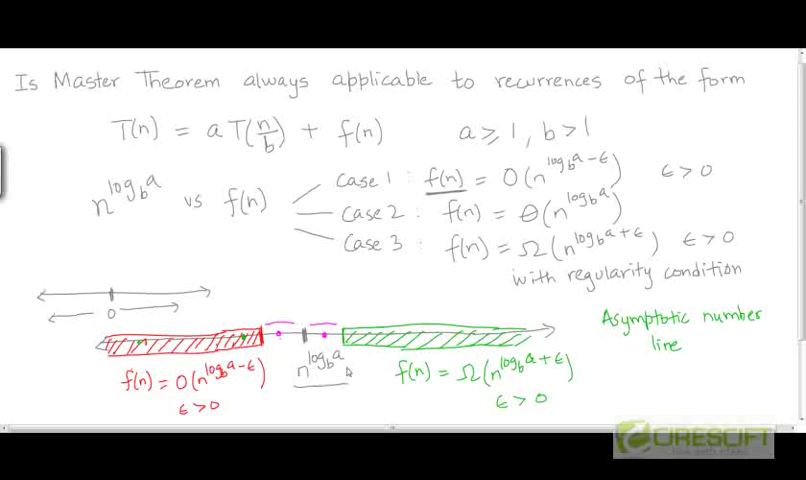 Is Master Theorem always applicable to recurrences of the form
T(n) = a T(n/b) + f(n)   a ≥ 1, b > 1
n^{log_b a} vs f(n)
Case 1 : f(n) = O(n^{log_b a - ε})   ε > 0
Case 2 : f(n) = θ(n^{log_b a})
Case 3 : f(n) = Ω(n^{log_b a + ε})   ε > 0
with regularity condition
0
Asymptotic number
line
n^{log_b a}
f(n) = O(n^{log_b a - ε})
ε > 0
f(n) = Ω(n^{log_b a + ε})
ε > 0